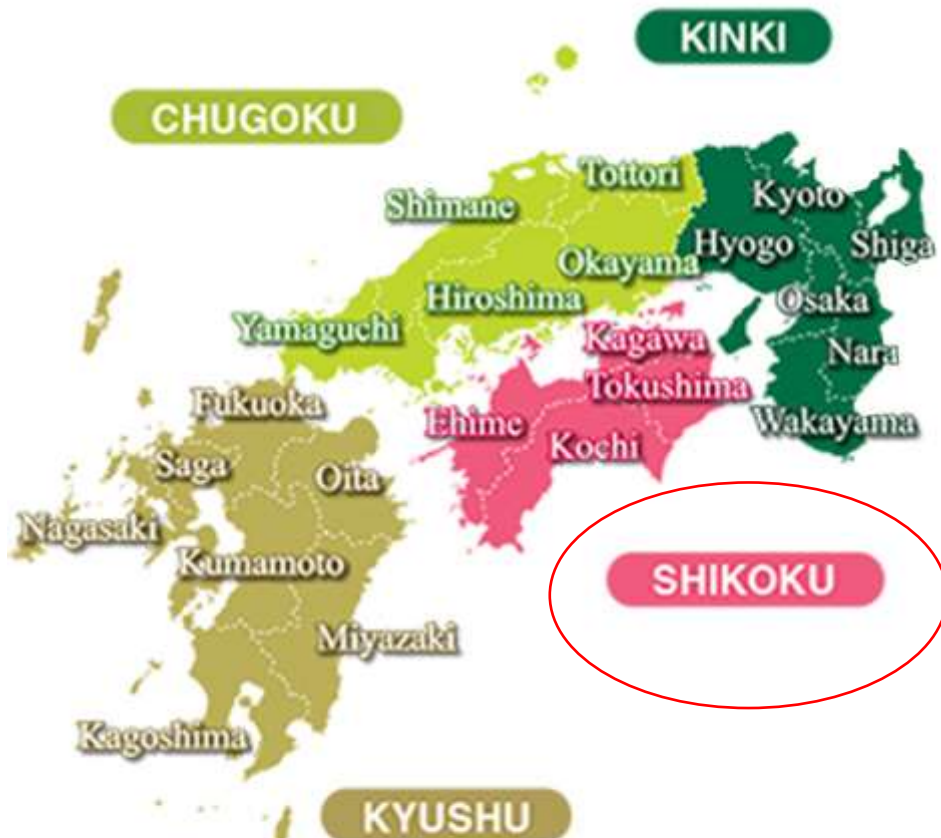 KINKI
CHUGOKU
Tottori
Kyoto
Shimane
Hyogo
Shiga
Okayama
Hiroshima
Osaka
Yamaguchi
Kagawa
Nara
Tokushima
Fukuoka
Ehime
Wakayama
Kochi
Saga
Oita
Nagasaki
Kumamoto
SHIKOKU
Miyazaki
Kagoshima
KYUSHU